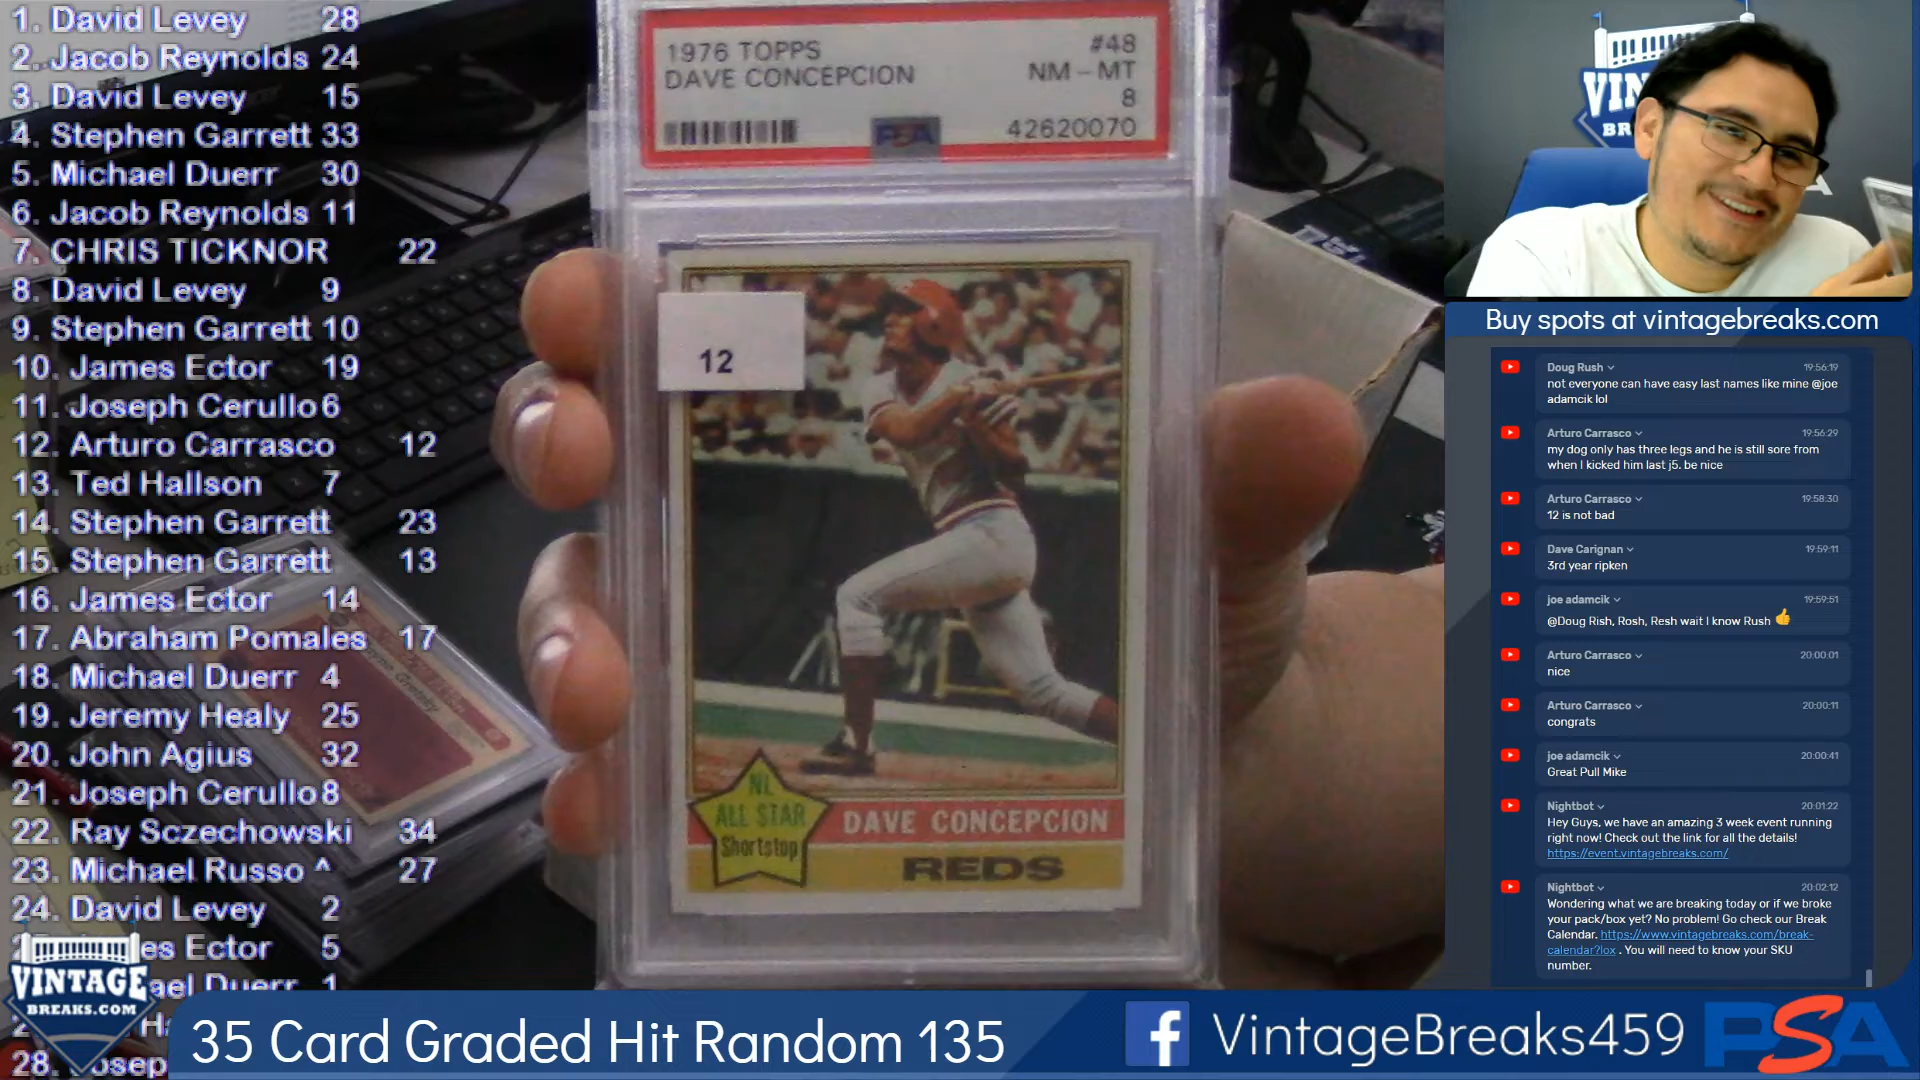 1. David Levey 28
2. Jacob Reynolds 24
3. David Levey 15
4. Stephen Garrett 33
5. Michael Duerr 30
6. Jacob Reynolds 11
7. CHRIS TICKNOR 22
8. David Levey 9
9. Stephen Garrett 10
10. James Ector 19
11. Joseph Cerullo 6
12. Arturo Carrasco 12
13. Ted Hallson 7
14. Stephen Garrett 23
15. Stephen Garrett 13
16. James Ector 14
17. Abraham Pomales 17
18. Michael Duerr 4
19. Jeremy Healy 25
20. John Agius 32
21. Joseph Cerullo 8
22. Ray Sczechowski 34
23. Michael Russo ^ 27
24. David Levey 2
es Ector 5
ael Duerr 1
28. Josep
VINTAGE
BREAKS.COM
1976 TOPPS #48
DAVE CONCEPCION NM - MT
8
PSA 42620070
12
NL
ALL STAR
Shortstop
DAVE CONCEPCION
REDS
Wayne Gretzky
VIN
BR
A
Buy spots at vintagebreaks.com
Doug Rush 19:56:19
not everyone can have easy last names like mine @joe
adamcik lol
Arturo Carrasco 19:56:29
my dog only has three legs and he is still sore from
when I kicked him last j5. be nice
Arturo Carrasco 19:58:30
12 is not bad
Dave Carignan 19:59:11
3rd year ripken
joe adamcik 19:59:51
@Doug Rish, Rosh, Resh wait I know Rush 👍
Arturo Carrasco 20:00:01
nice
Arturo Carrasco 20:00:11
congrats
joe adamcik 20:00:41
Great Pull Mike
Nightbot 20:01:22
Hey Guys, we have an amazing 3 week event running
right now! Check out the link for all the details!
https://event.vintagebreaks.com/
Nightbot 20:02:12
Wondering what we are breaking today or if we broke
your pack/box yet? No problem! Go check our Break
Calendar. https://www.vintagebreaks.com/break-
calendar?lox . You will need to know your SKU
number.
35 Card Graded Hit Random 135
f VintageBreaks459
PSA